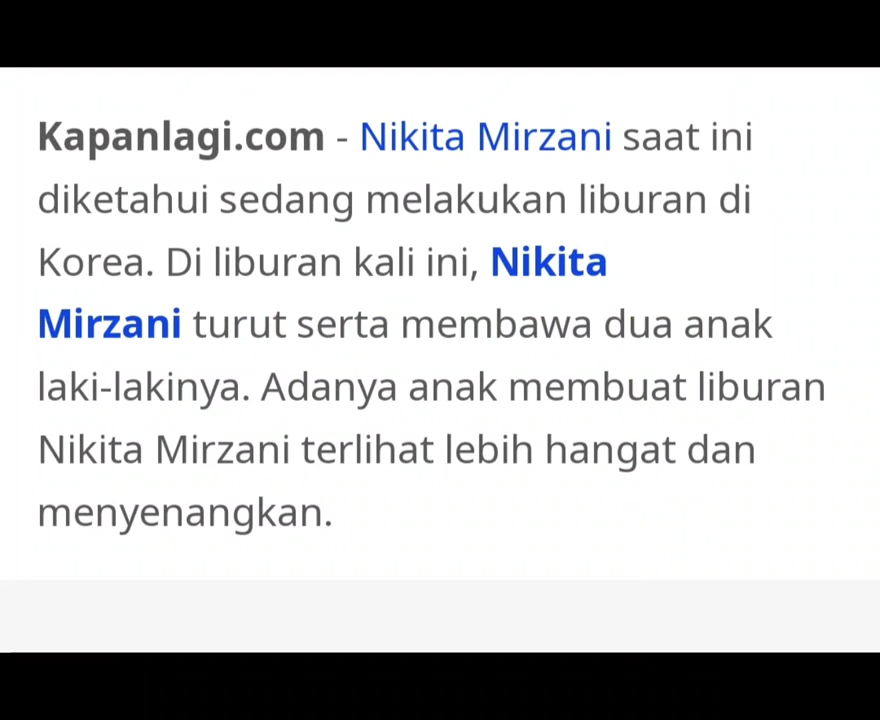 Kapanlagi.com - Nikita Mirzani saat ini
diketahui sedang melakukan liburan di
Korea. Di liburan kali ini, Nikita
Mirzani turut serta membawa dua anak
laki-lakinya. Adanya anak membuat liburan
Nikita Mirzani terlihat lebih hangat dan
menyenangkan.